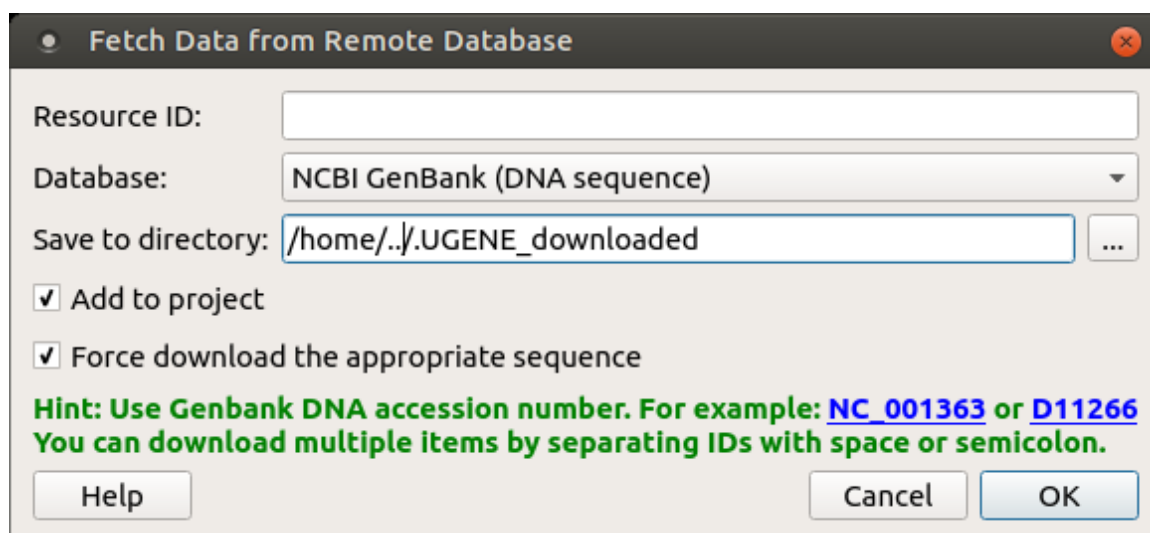 Fetch Data from Remote Database
Resource ID:
Database: NCBI GenBank (DNA sequence)
Save to directory: /home/../.UGENE_downloaded ...
Add to project
Force download the appropriate sequence
Hint: Use Genbank DNA accession number. For example: NC_001363 or D11266
You can download multiple items by separating IDs with space or semicolon.
Help Cancel OK